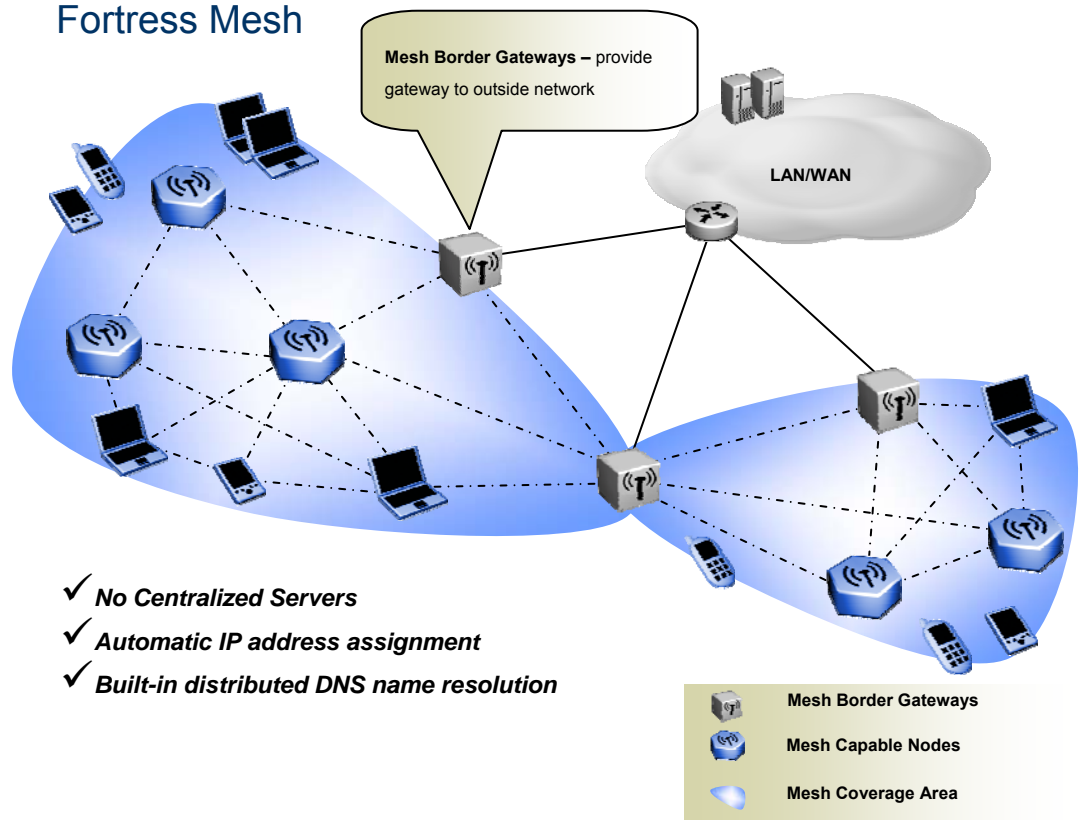 Fortress Mesh
Mesh Border Gateways – provide
gateway to outside network
LAN/WAN
✓ No Centralized Servers
✓ Automatic IP address assignment
✓ Built-in distributed DNS name resolution
Mesh Border Gateways
Mesh Capable Nodes
Mesh Coverage Area